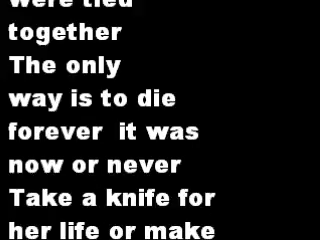 were tied
together
The only
way is to die
forever it was
now or never
Take a knife for
her life or make